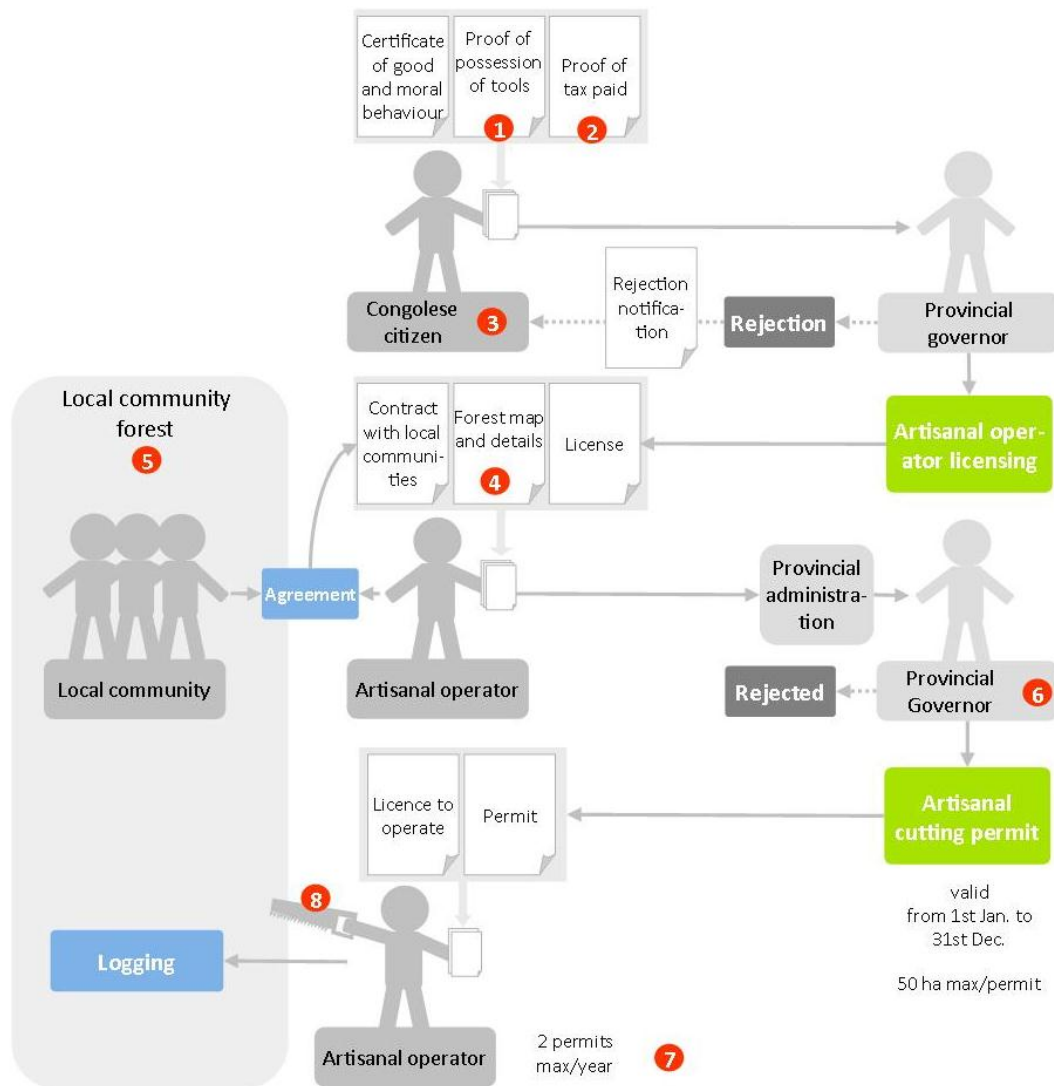 Certificate
of good
and moral
behaviour
Proof of
possession
of tools
1
Proof of
tax paid
2
Congolese
citizen
3
Rejection
notifica-
tion
Rejection
Provincial
governor
Local community
forest
5
Contract
with local
communi-
ties
Forest map
and details
4
License
Artisanal oper-
ator licensing
Agreement
Provincial
administra-
tion
Local community
Artisanal operator
Rejected
Provincial
Governor
6
Licence to
operate
Permit
Artisanal
cutting permit
8
valid
from 1st Jan. to
31st Dec.
50 ha max/permit
Logging
Artisanal operator
2 permits
max/year
7